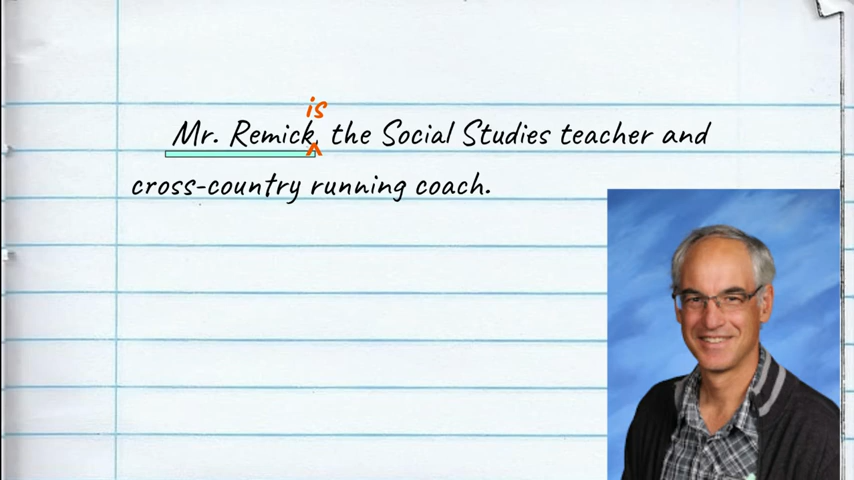 is
Mr. Remick, the Social Studies teacher and
^
cross-country running coach.